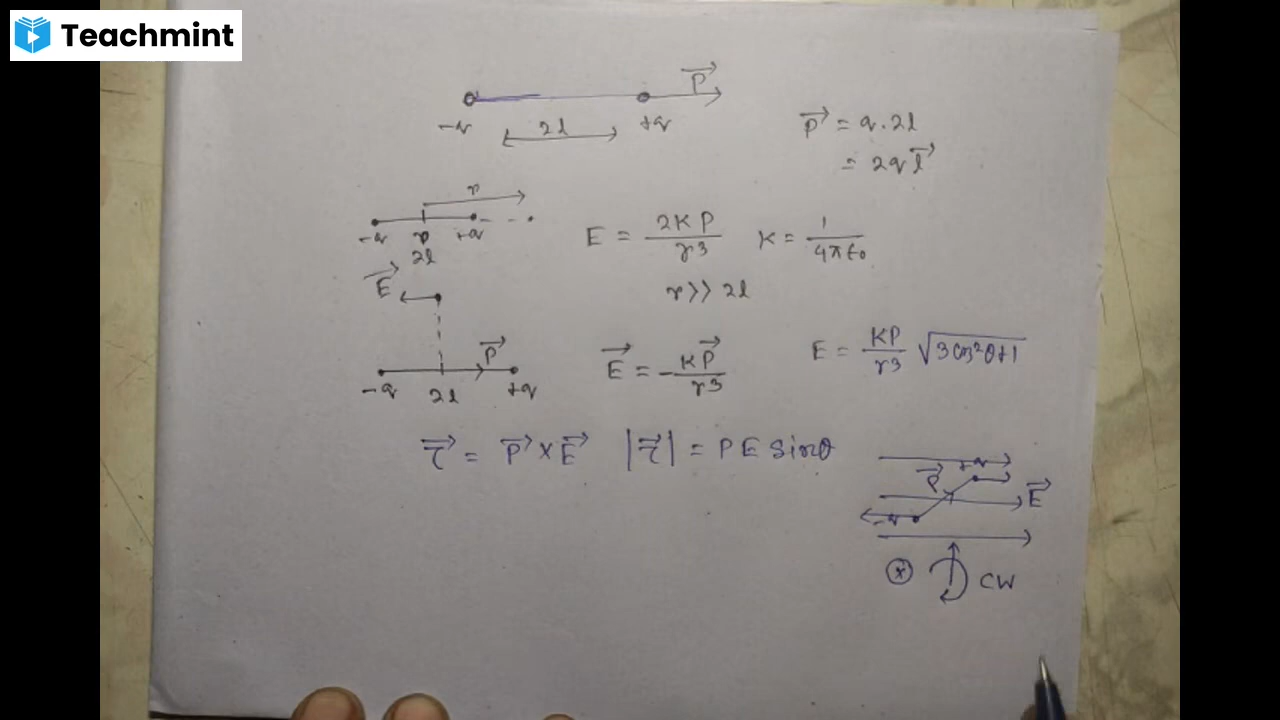 Teachmint
P⃗
-q 2l +q
P⃗ = q.2l
= 2ql⃗
r
-q +q
2l
E = 2KP/r3 K = 1/4πϵ0
r>> 2l
E⃗
P⃗
-q 2l +q
E⃗ = -KP⃗/r3
E = KP/r3 √3cos²θ+1
τ⃗ = P⃗ × E⃗ |τ⃗| = PE sinθ
P⃗ +q
E⃗
-q
CW